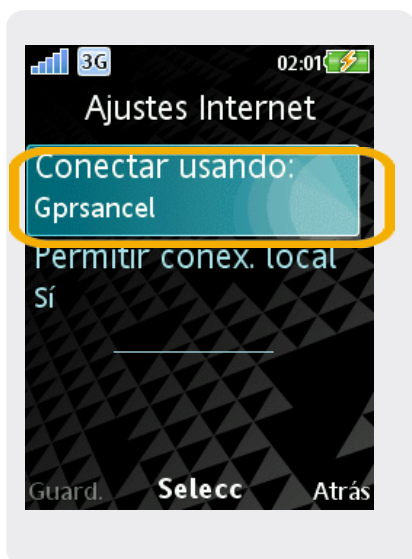 3G 02:01
Ajustes Internet
Conectar usando:
Gprsancel
Permitir conex. local
Sí
Guard. Selecc Atrás